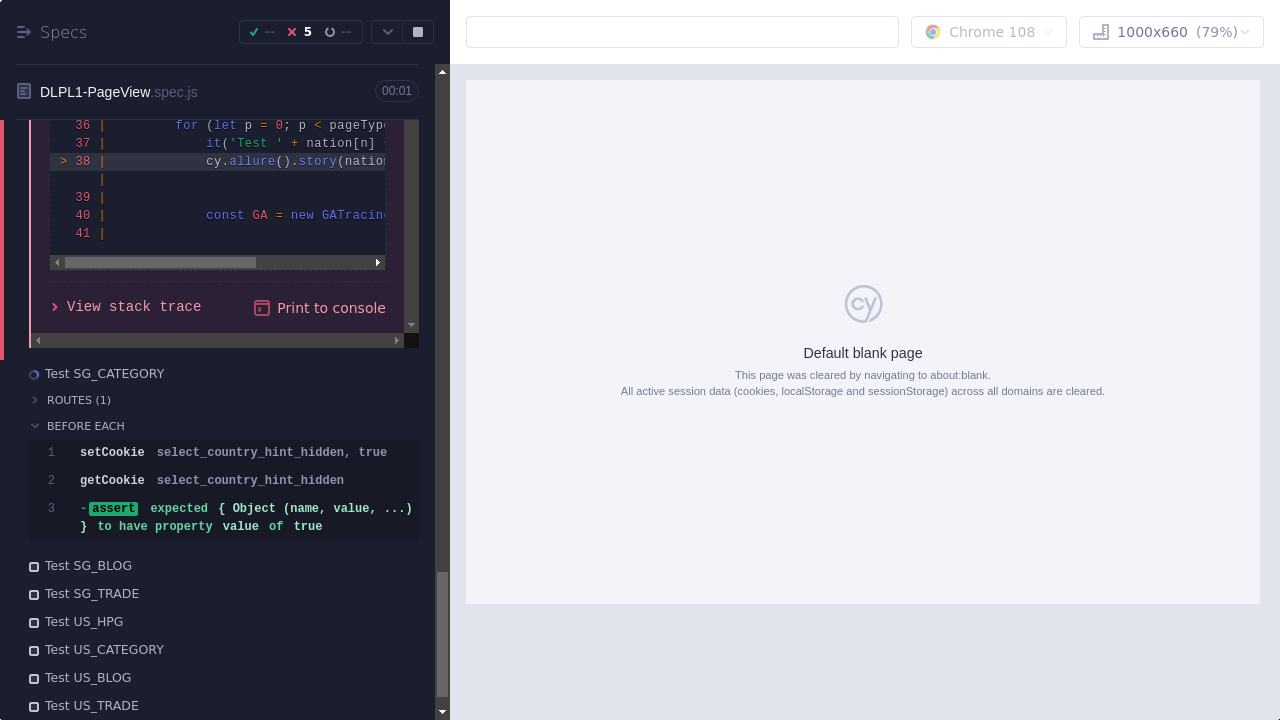 Specs
--
5
--
Chrome 108
1000x660 (79%)
DLPL1-PageView.spec.js
00:01
36 | for (let p = 0; p < pageType
37 | it('Test ' + nation[n] +
> 38 | cy.allure().story(nation
|
39 |
40 | const GA = new GATracing
41 |
View stack trace
Print to console
Test SG_CATEGORY
ROUTES (1)
BEFORE EACH
1 setCookie select_country_hint_hidden, true
2 getCookie select_country_hint_hidden
3 -assert expected { Object (name, value, ...)
} to have property value of true
Test SG_BLOG
Test SG_TRADE
Test US_HPG
Test US_CATEGORY
Test US_BLOG
Test US_TRADE
cy
Default blank page
This page was cleared by navigating to about:blank.
All active session data (cookies, localStorage and sessionStorage) across all domains are cleared.